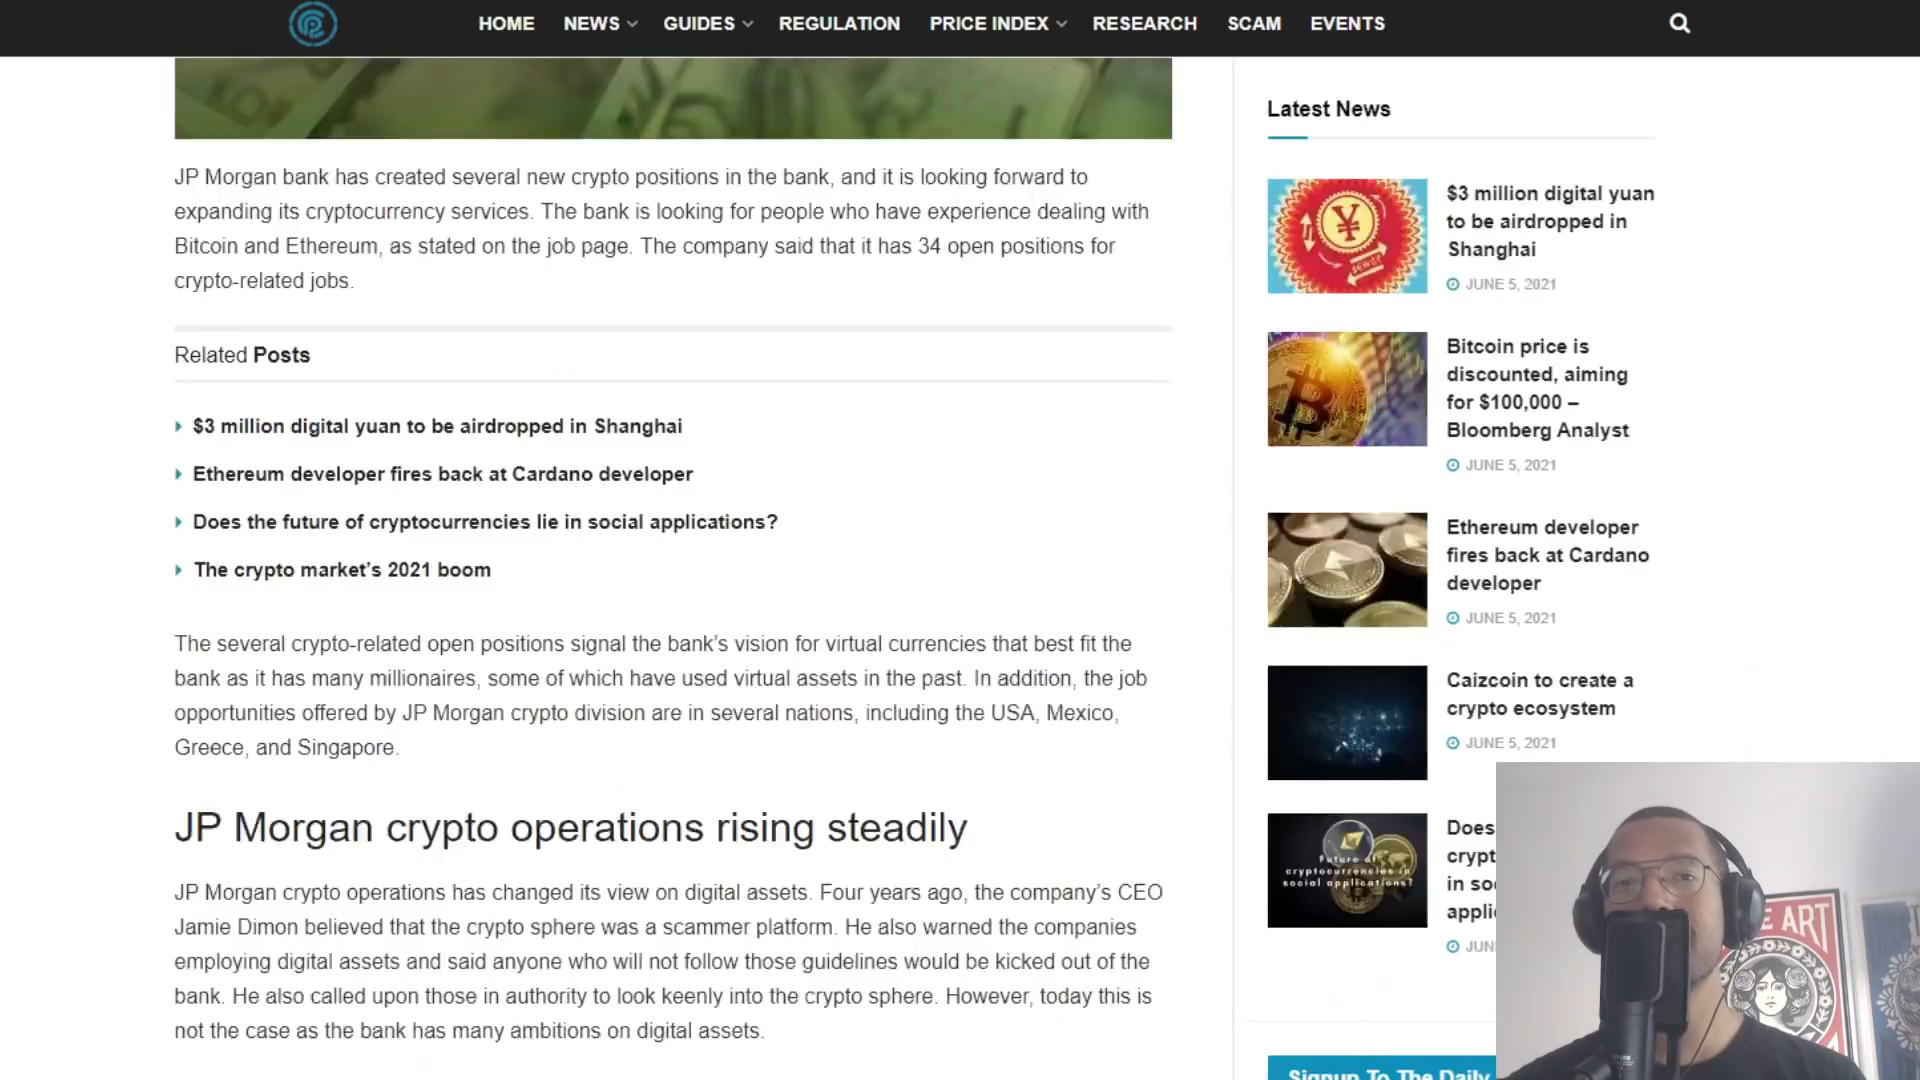 HOME NEWS GUIDES REGULATION PRICE INDEX RESEARCH SCAM EVENTS
JP Morgan bank has created several new crypto positions in the bank, and it is looking forward to
expanding its cryptocurrency services. The bank is looking for people who have experience dealing with
Bitcoin and Ethereum, as stated on the job page. The company said that it has 34 open positions for
crypto-related jobs.
Related Posts
$3 million digital yuan to be airdropped in Shanghai
Ethereum developer fires back at Cardano developer
Does the future of cryptocurrencies lie in social applications?
The crypto market’s 2021 boom
The several crypto-related open positions signal the bank’s vision for virtual currencies that best fit the
bank as it has many millionaires, some of which have used virtual assets in the past. In addition, the job
opportunities offered by JP Morgan crypto division are in several nations, including the USA, Mexico,
Greece, and Singapore.
JP Morgan crypto operations rising steadily
JP Morgan crypto operations has changed its view on digital assets. Four years ago, the company’s CEO
Jamie Dimon believed that the crypto sphere was a scammer platform. He also warned the companies
employing digital assets and said anyone who will not follow those guidelines would be kicked out of the
bank. He also called upon those in authority to look keenly into the crypto sphere. However, today this is
not the case as the bank has many ambitions on digital assets.
Latest News
$3 million digital yuan
to be airdropped in
Shanghai
JUNE 5, 2021
Bitcoin price is
discounted, aiming
for $100,000 –
Bloomberg Analyst
JUNE 5, 2021
Ethereum developer
fires back at Cardano
developer
JUNE 5, 2021
Caizcoin to create a
crypto ecosystem
JUNE 5, 2021
Future of
cryptocurrencies in
social applications?
Does
crypt
in so
appli
JUN
Signup To The Daily
E ART